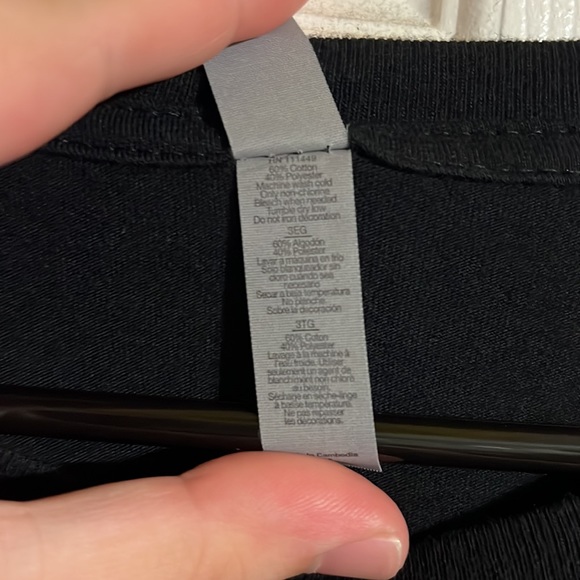 RN 111449
60% Cotton
40% Polyester
Machine wash cold
Only non-chlorine
Bleach when needed
Tumble dry low
Do not iron decoration
3EG
60% Algodón
40% Polyester
Lavar a máquina en frío
Solo blanqueador sin
cloro cuando sea
necesario
Secar a baja temperatura
No planche
Sobre la decoración
3TG
60% Coton
40% Polyester
Lavage à la machine à
l'eau froide. Utiliser
seulement un agent de
blanchiment non chloro
au besoin.
Séchage en sèche-linge
à basse température.
Ne pas repasser
les décorations.
Cambodia